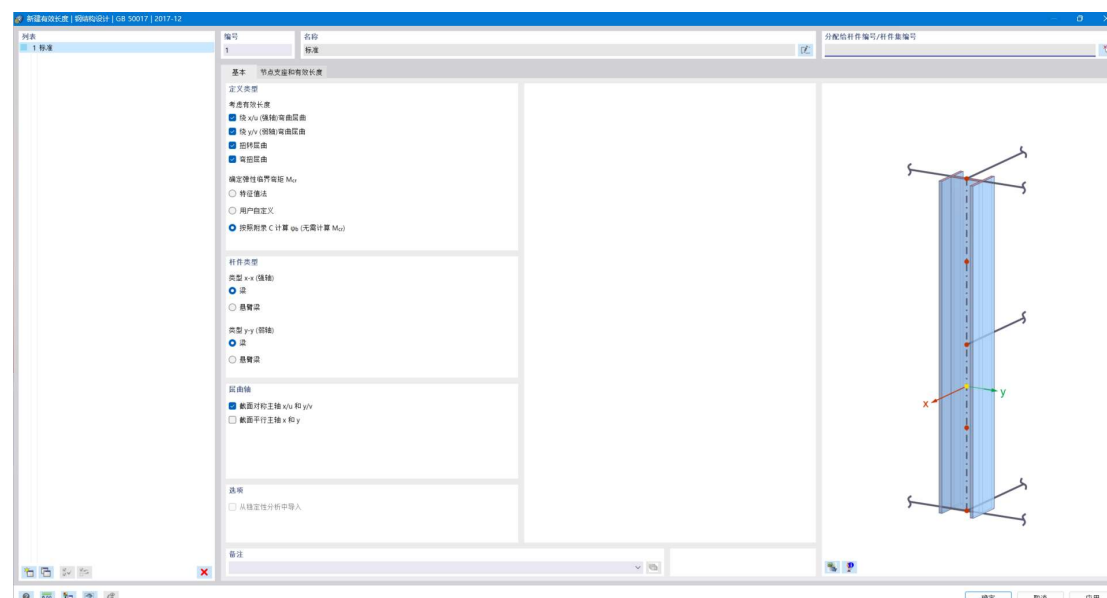 新建有效长度 | 钢结构设计 | GB 50017 | 2017-12
列表
1 标准
编号
1
名称
标准
分配给杆件编号/杆件集编号
基本 节点支座和有效长度
定义类型
考虑有效长度
绕 x/u (强轴)弯曲屈曲
绕 y/v (弱轴)弯曲屈曲
扭转屈曲
弯扭屈曲
确定弹性临界弯矩 Mcr
特征值法
用户自定义
按照附录 C 计算 φb (无需计算 Mcr)
杆件类型
类型 x-x (强轴)
梁
悬臂梁
类型 y-y (弱轴)
梁
悬臂梁
屈曲轴
截面对称主轴 x/u 和 y/v
截面平行主轴 x 和 y
选项
从稳定性分析中导入
备注
x
y
确定
取消
应用